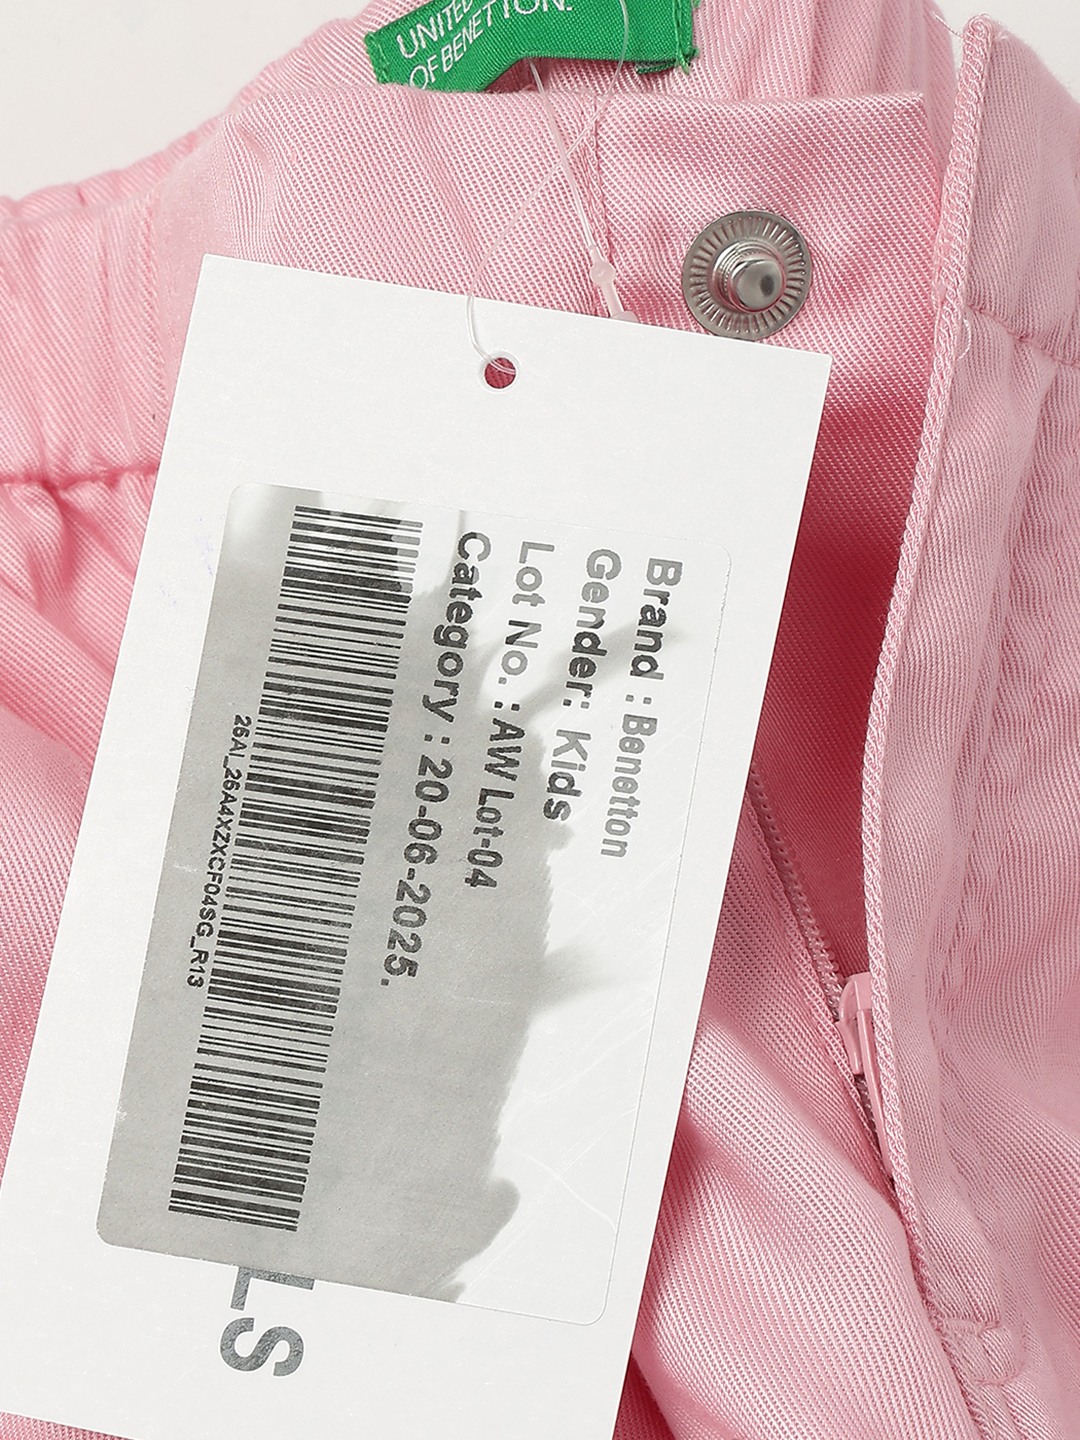 UNITED
OF BENETTON.
Brand : Benetton
Gender: Kids
Lot No. : AW Lot-04
Category : 20-06-2025.
26AI_26A4XZXCF04SG_R13
LS